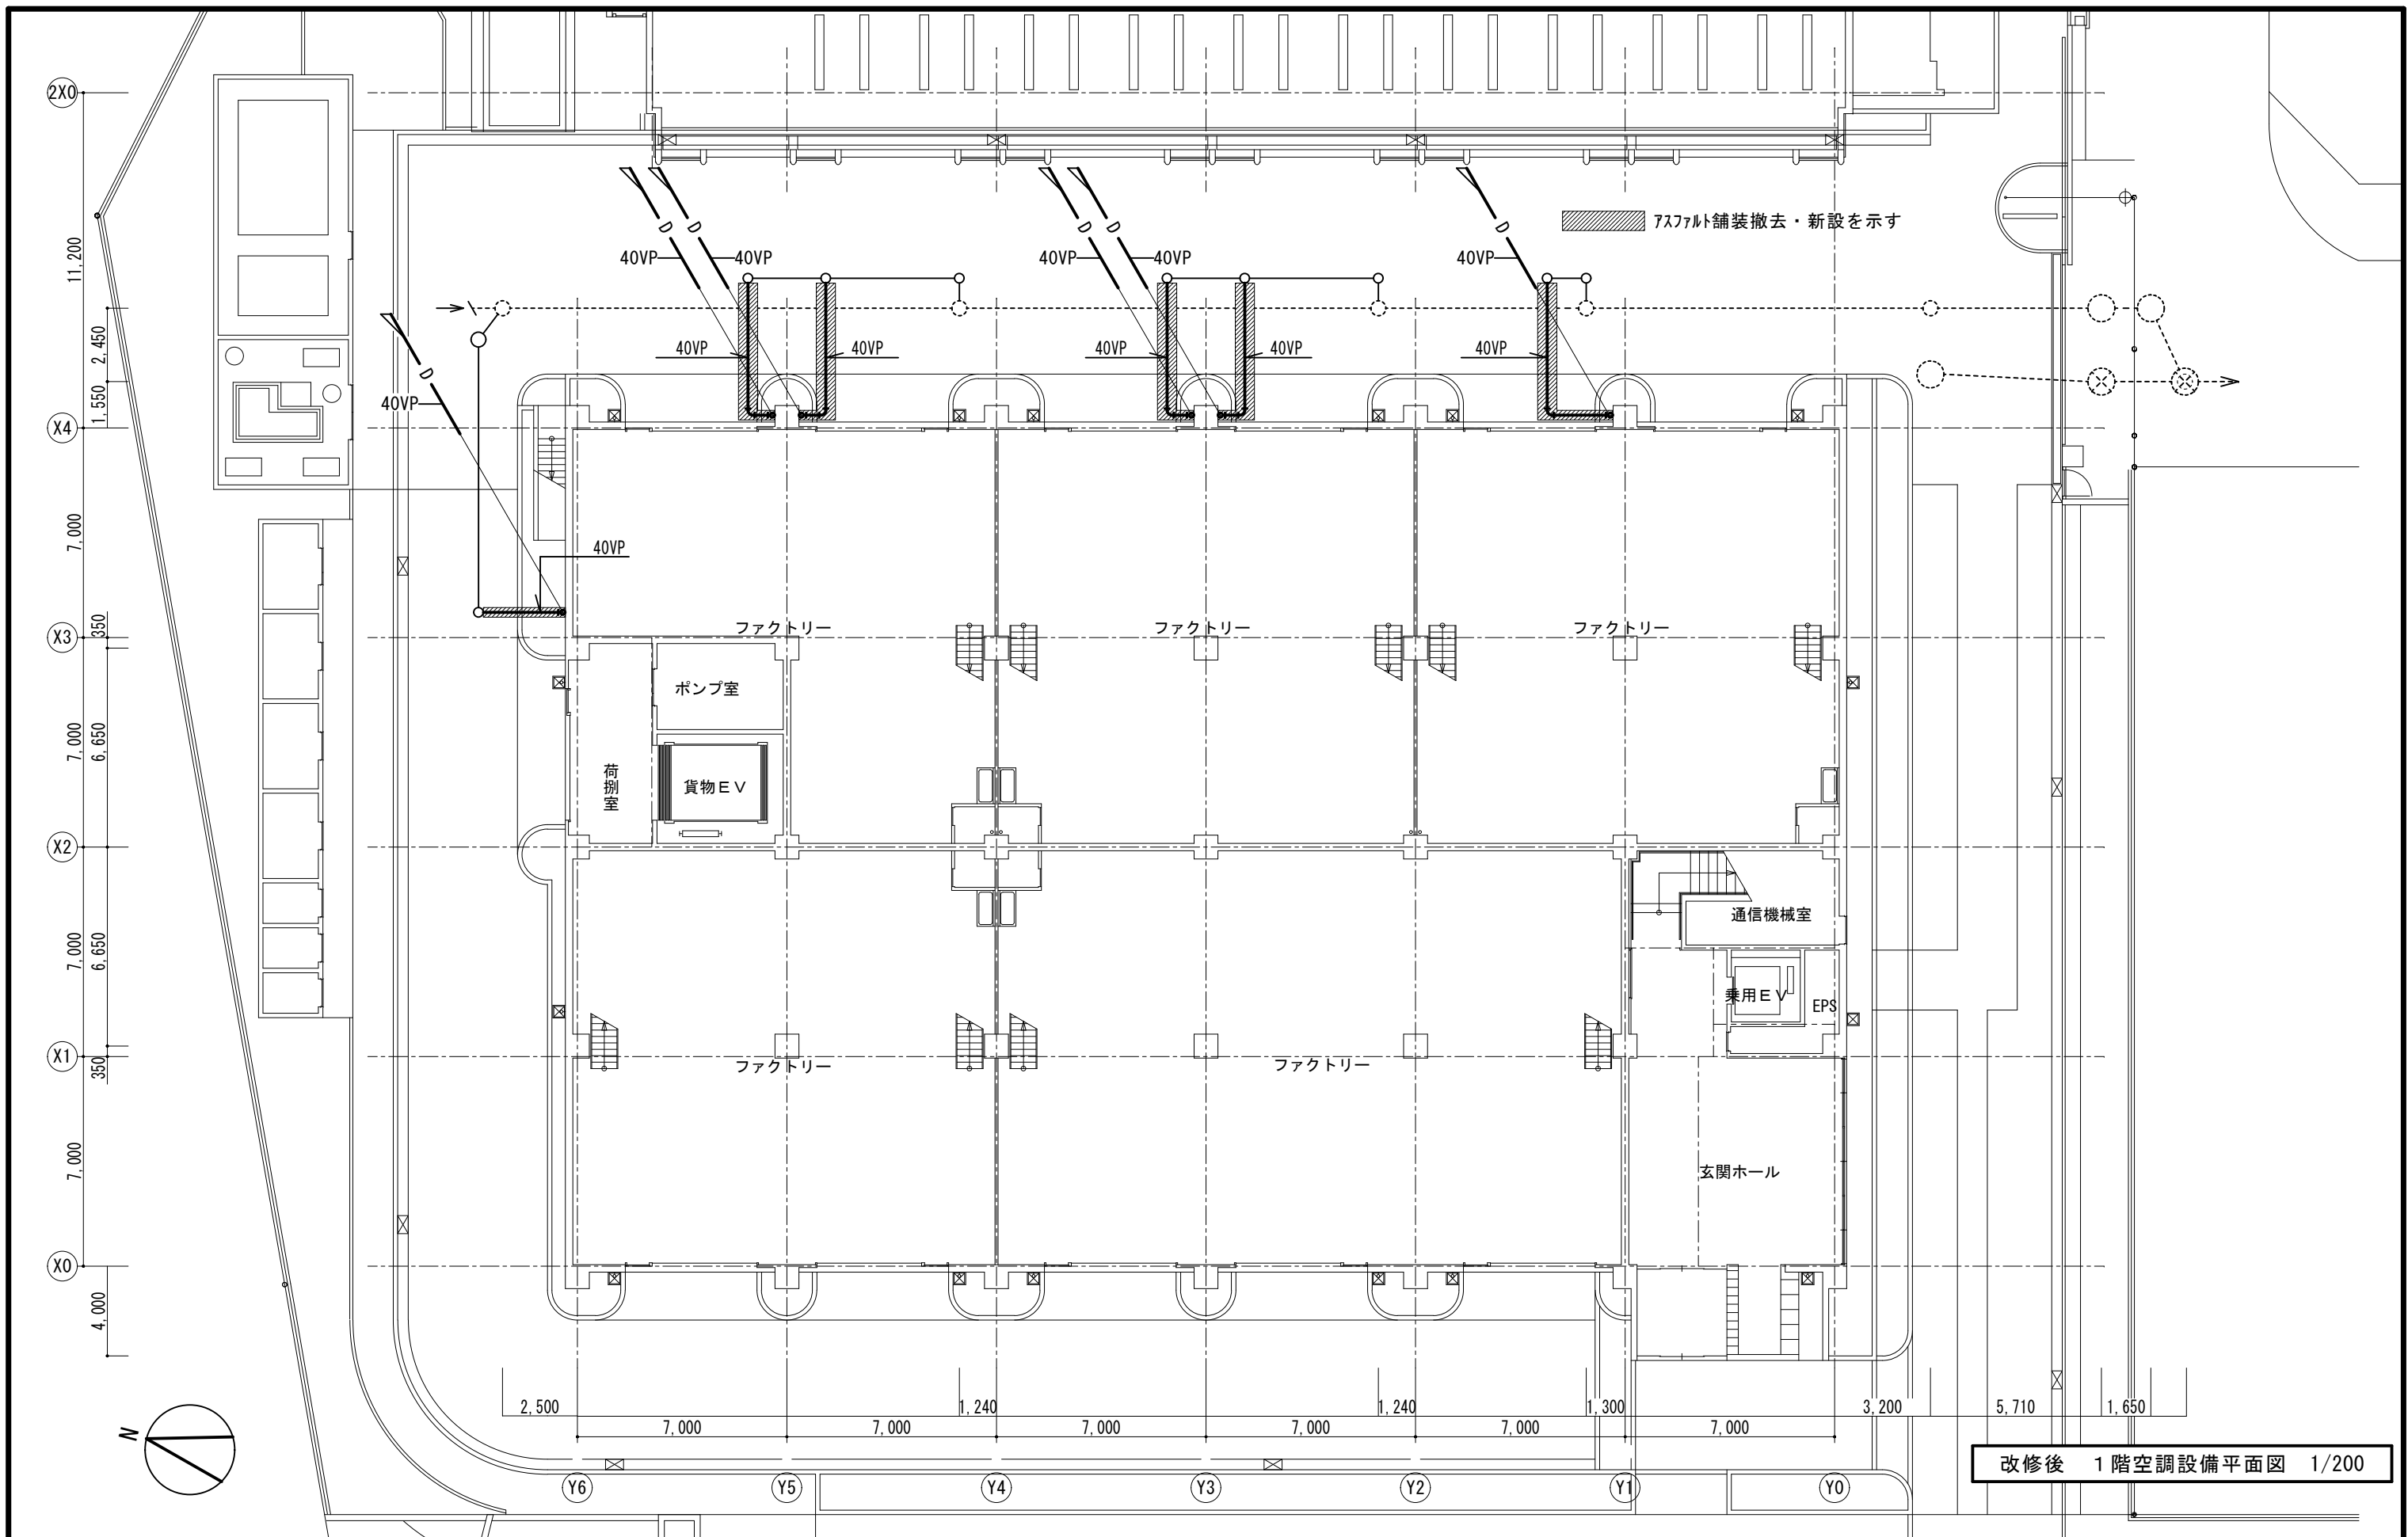 2X0
11,200
2,450
1,550
X4
7,000
X3
350
7,000
6,650
X2
7,000
6,650
X1
350
7,000
X0
4,000
D
D
D
D
D
D
40VP
40VP
40VP
40VP
40VP
40VP
40VP
40VP
40VP
40VP
40VP
40VP
ｱｽﾌｧﾙﾄ舗装撤去・新設を示す
ファクトリー
ファクトリー
ファクトリー
ポンプ室
荷捌室
貨物ＥＶ
通信機械室
乗用ＥＶ
EPS
ファクトリー
ファクトリー
玄関ホール
2,500
1,240
1,240
1,300
3,200
5,710
1,650
7,000
7,000
7,000
7,000
7,000
7,000
N
Y6
Y5
Y4
Y3
Y2
Y1
Y0
改修後　１階空調設備平面図　1/200